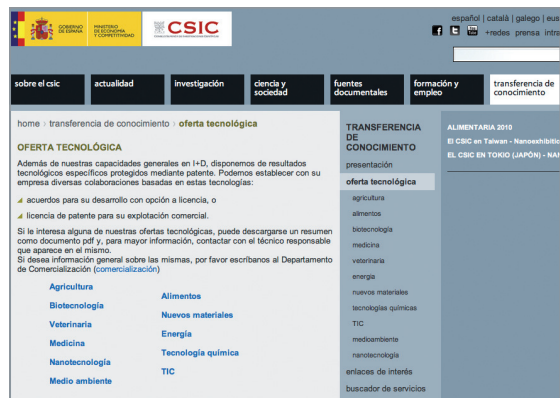 GOBIERNO
DE ESPAÑA
MINISTERIO
DE ECONOMÍA
Y COMPETITIVIDAD
CSIC
español | català | galego | eus
+redes prensa intra
sobre el csic
actualidad
investigación
ciencia y
sociedad
fuentes
documentales
formación y
empleo
transferencia de
conocimiento
home › transferencia de conocimiento › oferta tecnológica
OFERTA TECNOLÓGICA
Además de nuestras capacidades generales en I+D, disponemos de resultados
tecnológicos específicos protegidos mediante patente. Podemos establecer con su
empresa diversas colaboraciones basadas en estas tecnologías:
acuerdos para su desarrollo con opción a licencia, o
licencia de patente para su explotación comercial.
Si le interesa alguna de nuestras ofertas tecnológicas, puede descargarse un resumen
como documento pdf y, para mayor información, contactar con el técnico responsable
que aparece en el mismo.
Si desea información general sobre las mismas, por favor escríbanos al Departamento
de Comercialización (comercialización)
Agricultura
Biotecnología
Veterinaria
Medicina
Nanotecnología
Medio ambiente
Alimentos
Nuevos materiales
Energía
Tecnología química
TIC
TRANSFERENCIA
DE
CONOCIMIENTO
presentación
oferta tecnológica
agricultura
alimentos
biotecnología
medicina
veterinaria
energía
nuevos materiales
tecnologías químicas
TIC
medioambiente
nanotecnología
enlaces de interés
buscador de servicios
ALIMENTARIA 2010
El CSIC en Taiwan - Nanoexhibitio
EL CSIC EN TOKIO (JAPÓN) - NAN